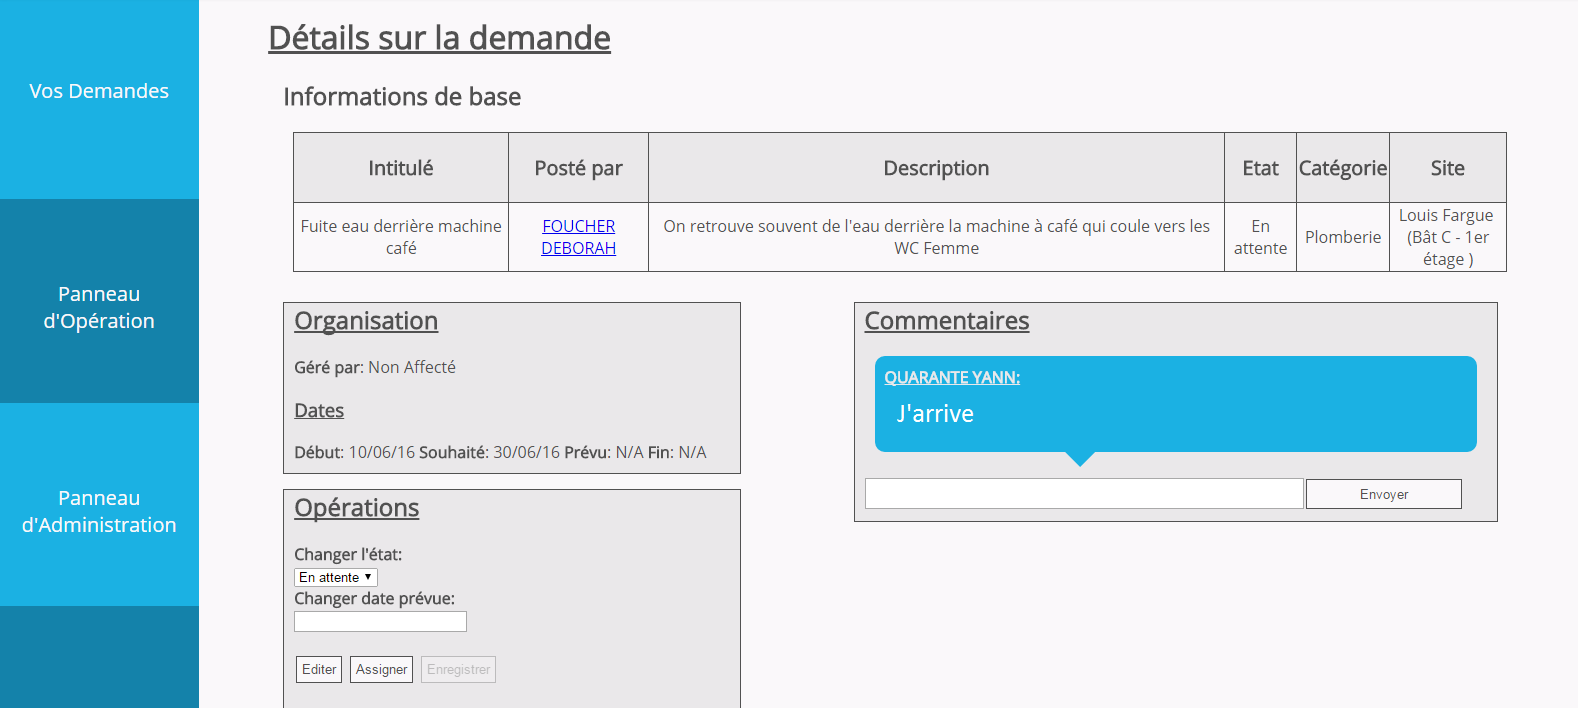 Vos Demandes
Panneau
d'Opération
Panneau
d'Administration
Détails sur la demande
Informations de base
Intitulé Posté par Description Etat Catégorie Site
Fuite eau derrière machine
café
FOUCHER
DEBORAH
On retrouve souvent de l'eau derrière la machine à café qui coule vers les
WC Femme
En
attente
Plomberie
Louis Fargue
(Bât C - 1er
étage )
Organisation
Géré par: Non Affecté
Dates
Début: 10/06/16 Souhaité: 30/06/16 Prévu: N/A Fin: N/A
Opérations
Changer l'état:
En attente
Changer date prévue:
Editer Assigner Enregistrer
Commentaires
QUARANTE YANN:
J'arrive
Envoyer